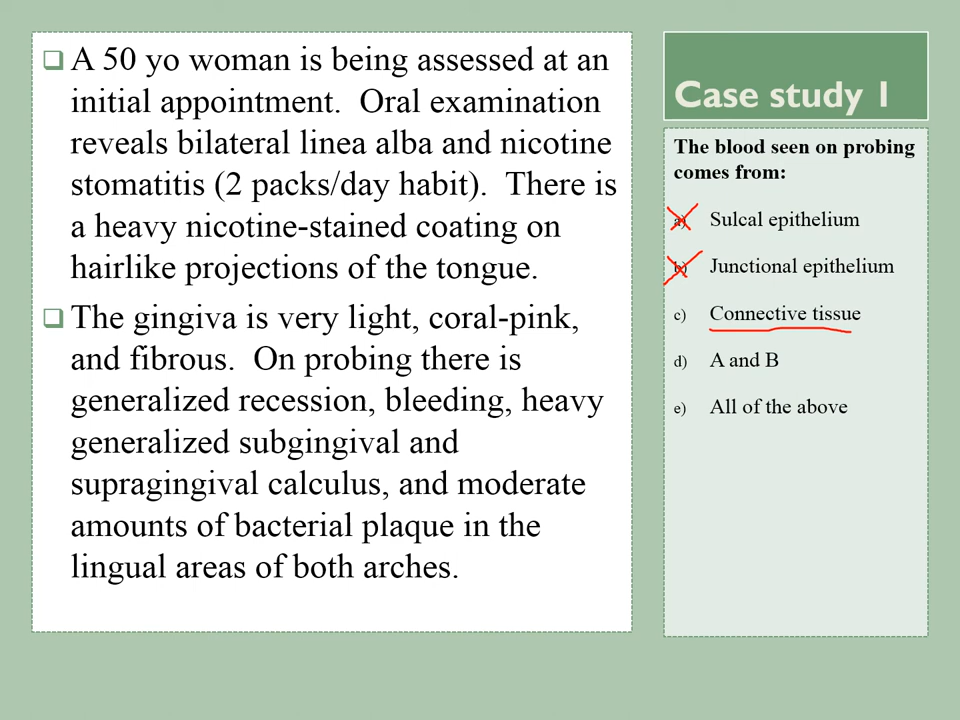 A 50 yo woman is being assessed at an
initial appointment.  Oral examination
reveals bilateral linea alba and nicotine
stomatitis (2 packs/day habit).  There is
a heavy nicotine-stained coating on
hairlike projections of the tongue.
The gingiva is very light, coral-pink,
and fibrous.  On probing there is
generalized recession, bleeding, heavy
generalized subgingival and
supragingival calculus, and moderate
amounts of bacterial plaque in the
lingual areas of both arches.
Case study 1
The blood seen on probing
comes from:
a) Sulcal epithelium
b) Junctional epithelium
c) Connective tissue
d) A and B
e) All of the above